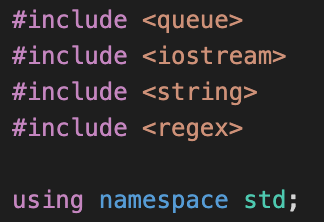 #include <queue>
#include <iostream>
#include <string>
#include <regex>
using namespace std;